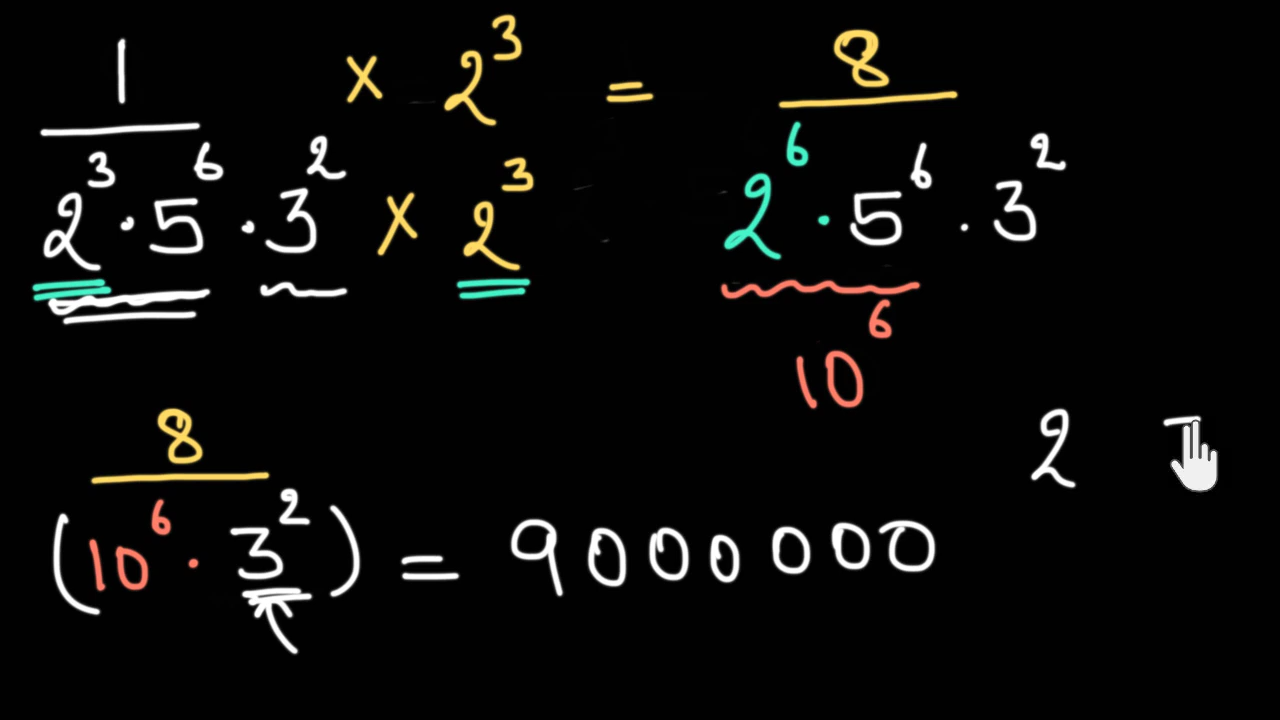 1 × 2³ = 8
2³ · 5⁶ · 3² × 2³ 2⁶ · 5⁶ · 3²
10⁶
8 2
(10⁶ · 3²) = 9000000